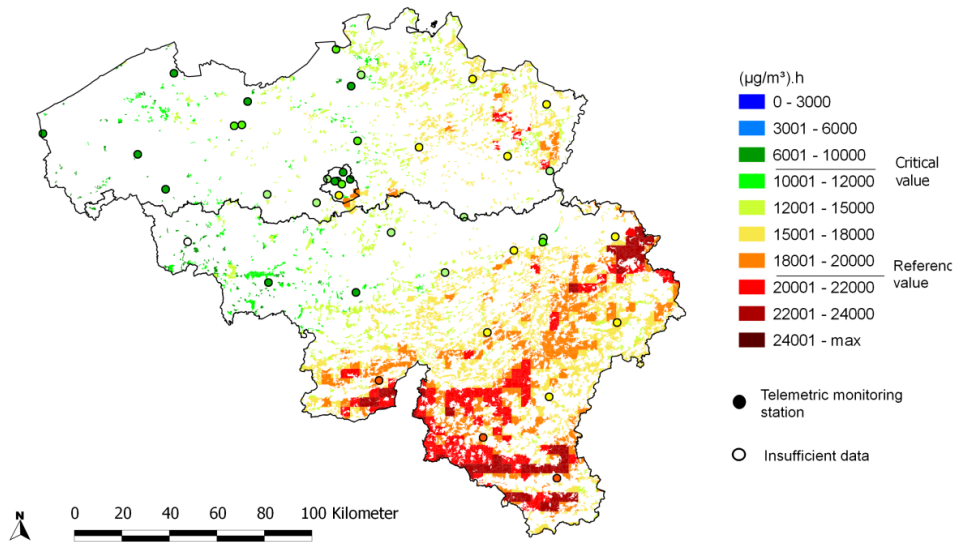 (µg/m³).h
0 - 3000
3001 - 6000
6001 - 10000
Critical
value
10001 - 12000
12001 - 15000
15001 - 18000
18001 - 20000
Referenc
value
20001 - 22000
22001 - 24000
24001 - max
Telemetric monitoring
station
Insufficient data
N
0 20 40 60 80 100 Kilometer